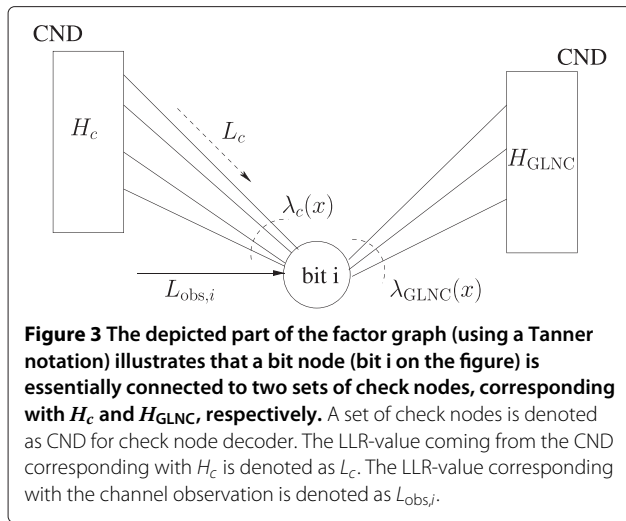 CND
CND
H_c
L_c
H_GLNC
λ_c(x)
bit i
L_obs,i
λ_GLNC(x)
Figure 3 The depicted part of the factor graph (using a Tanner
notation) illustrates that a bit node (bit i on the figure) is
essentially connected to two sets of check nodes, corresponding
with H_c and H_GLNC, respectively. A set of check nodes is denoted
as CND for check node decoder. The LLR-value coming from the CND
corresponding with H_c is denoted as L_c. The LLR-value corresponding
with the channel observation is denoted as L_obs,i.